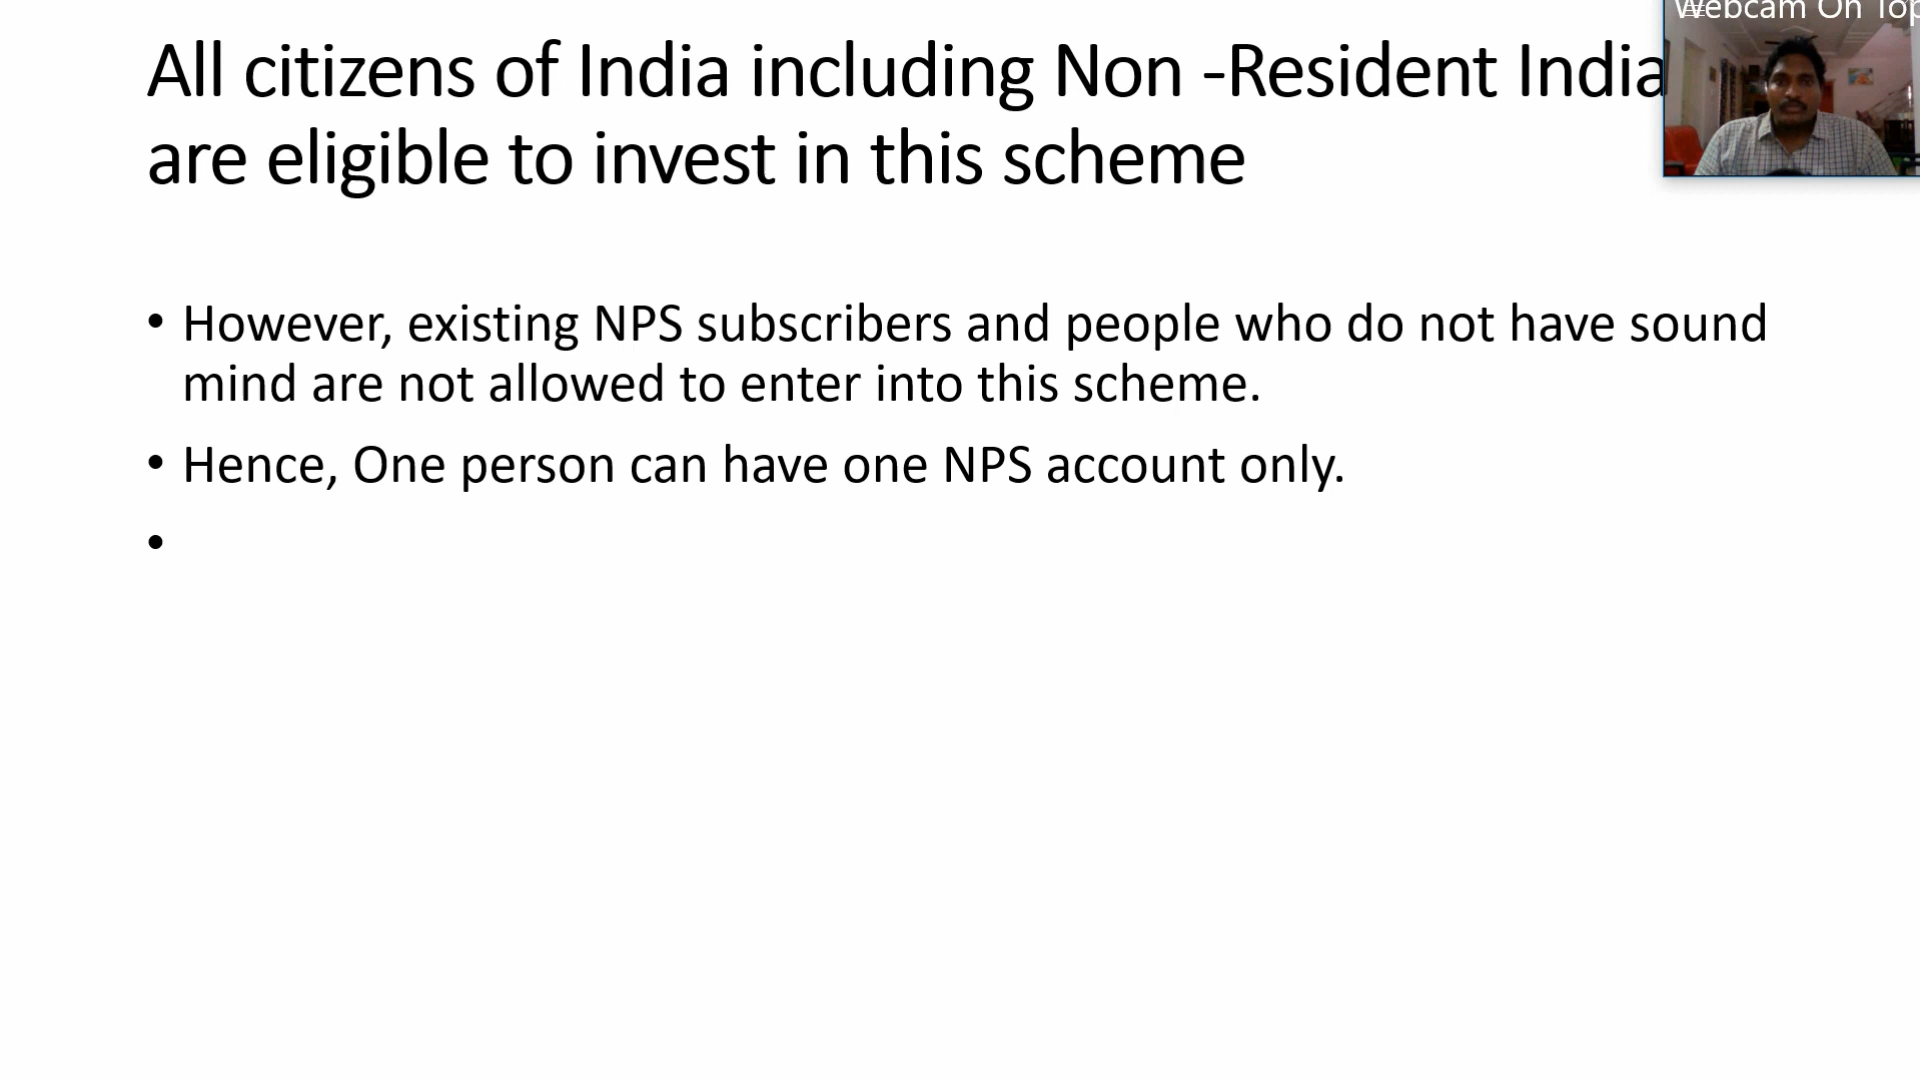 All citizens of India including Non -Resident India
are eligible to invest in this scheme
• However, existing NPS subscribers and people who do not have sound
mind are not allowed to enter into this scheme.
• Hence, One person can have one NPS account only.
•
Webcam On Top